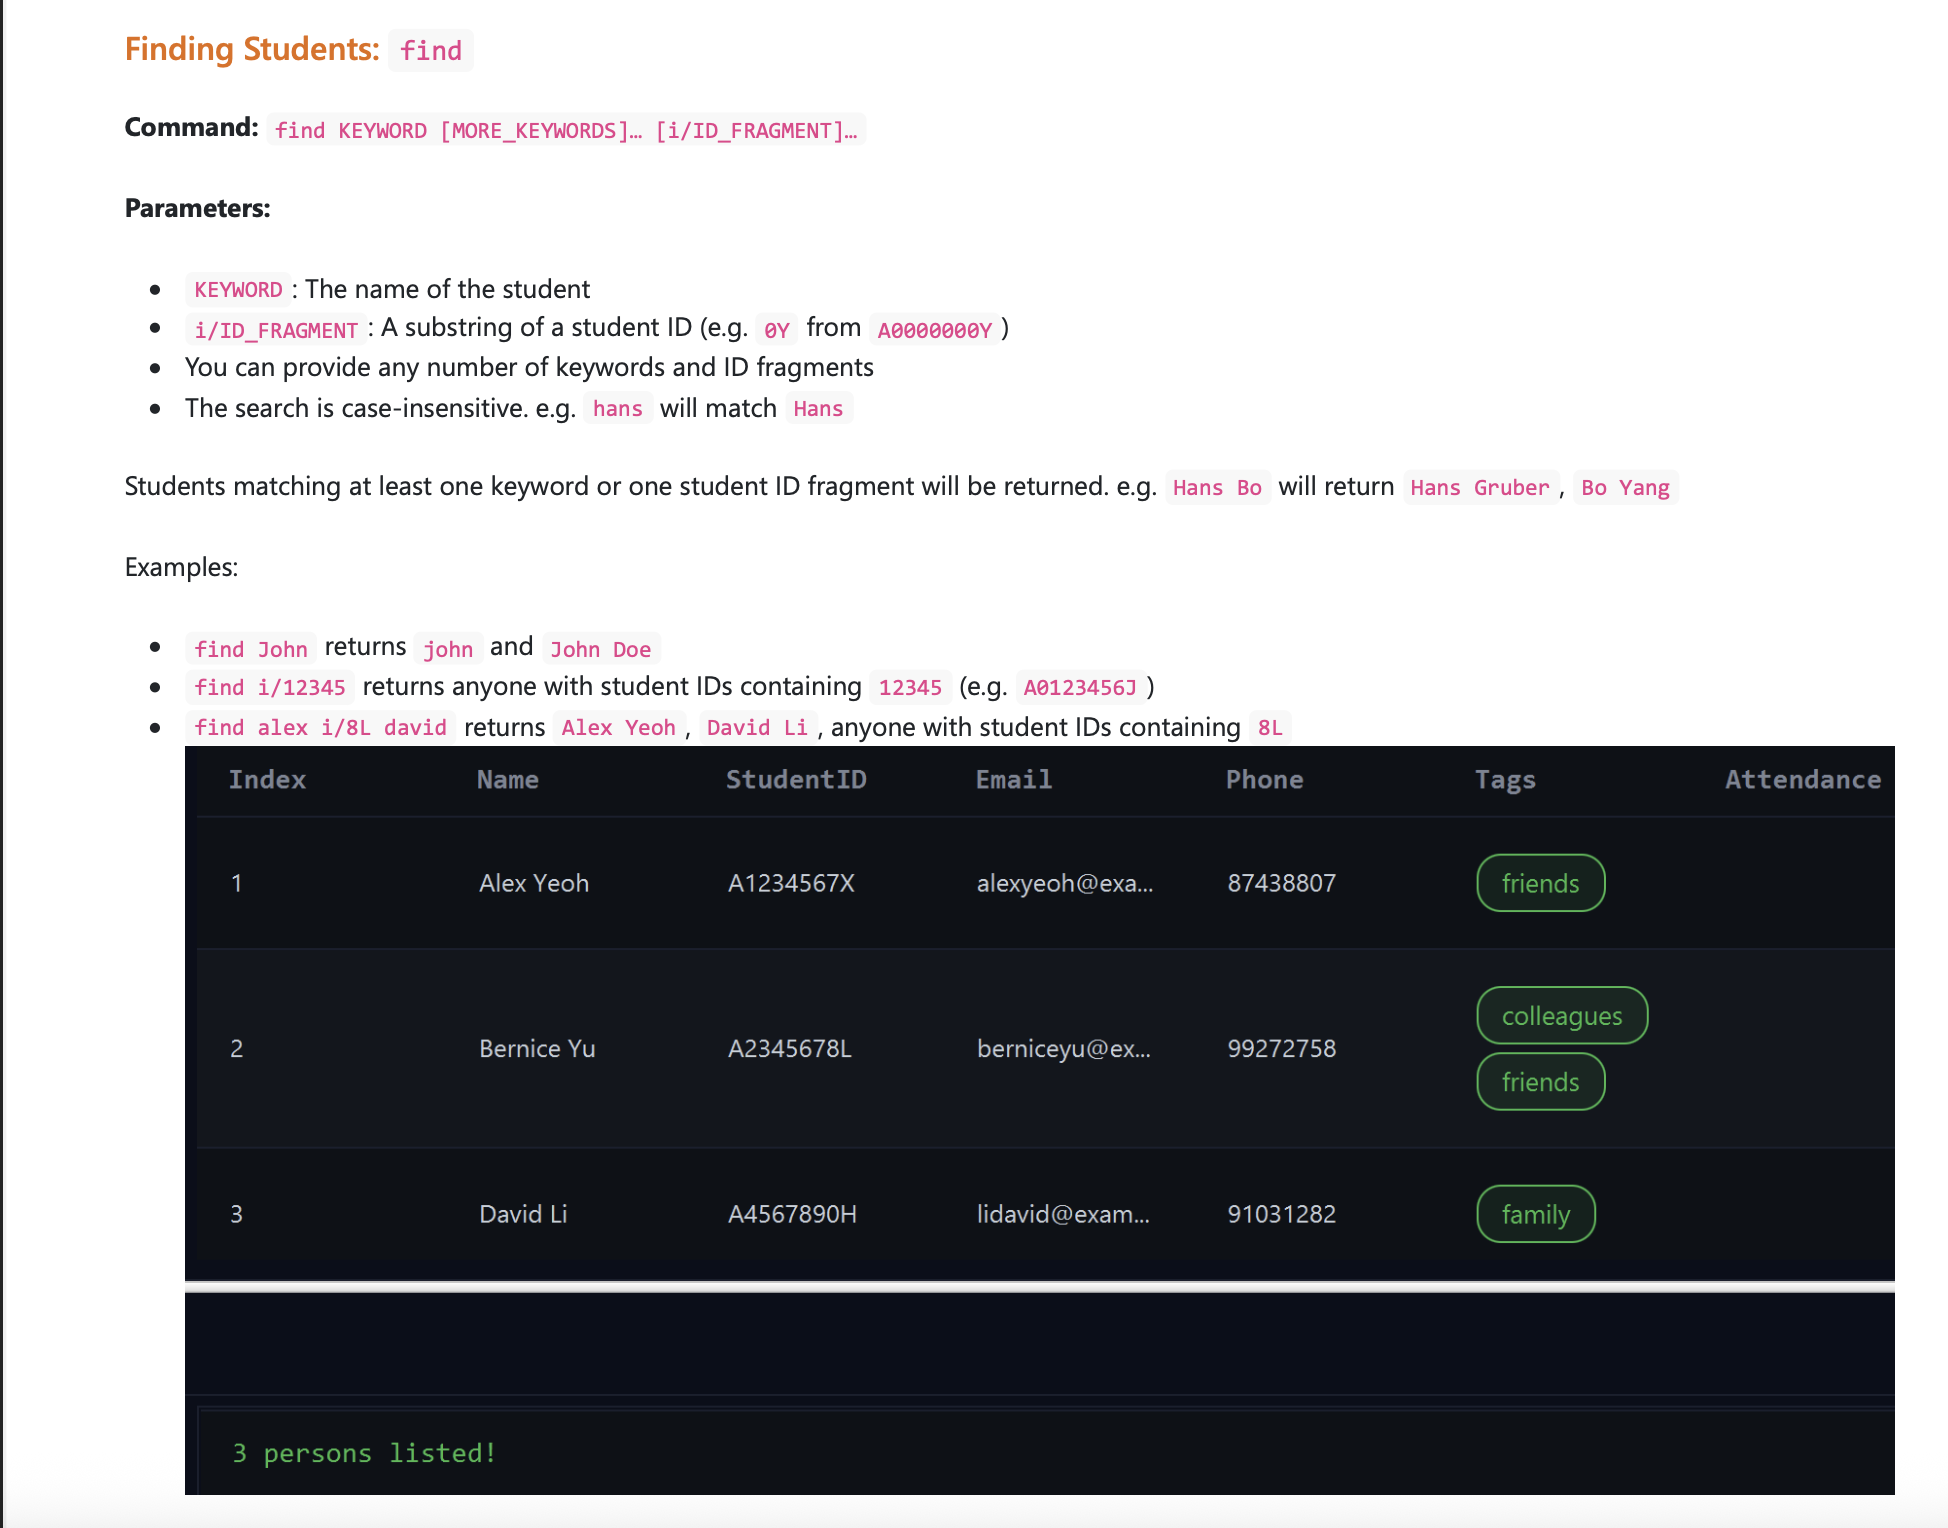 Finding Students: find
Command: find KEYWORD [MORE_KEYWORDS]… [i/ID_FRAGMENT]…
Parameters:
KEYWORD : The name of the student
i/ID_FRAGMENT : A substring of a student ID (e.g. 0Y from A0000000Y )
You can provide any number of keywords and ID fragments
The search is case-insensitive. e.g. hans will match Hans
Students matching at least one keyword or one student ID fragment will be returned. e.g. Hans Bo will return Hans Gruber , Bo Yang
Examples:
find John returns john and John Doe
find i/12345 returns anyone with student IDs containing 12345 (e.g. A0123456J )
find alex i/8L david returns Alex Yeoh , David Li , anyone with student IDs containing 8L
Index Name StudentID Email Phone Tags Attendance
1 Alex Yeoh A1234567X alexyeoh@exa... 87438807 friends
2 Bernice Yu A2345678L berniceyu@ex... 99272758 colleagues
friends
3 David Li A4567890H lidavid@exam... 91031282 family
3 persons listed!